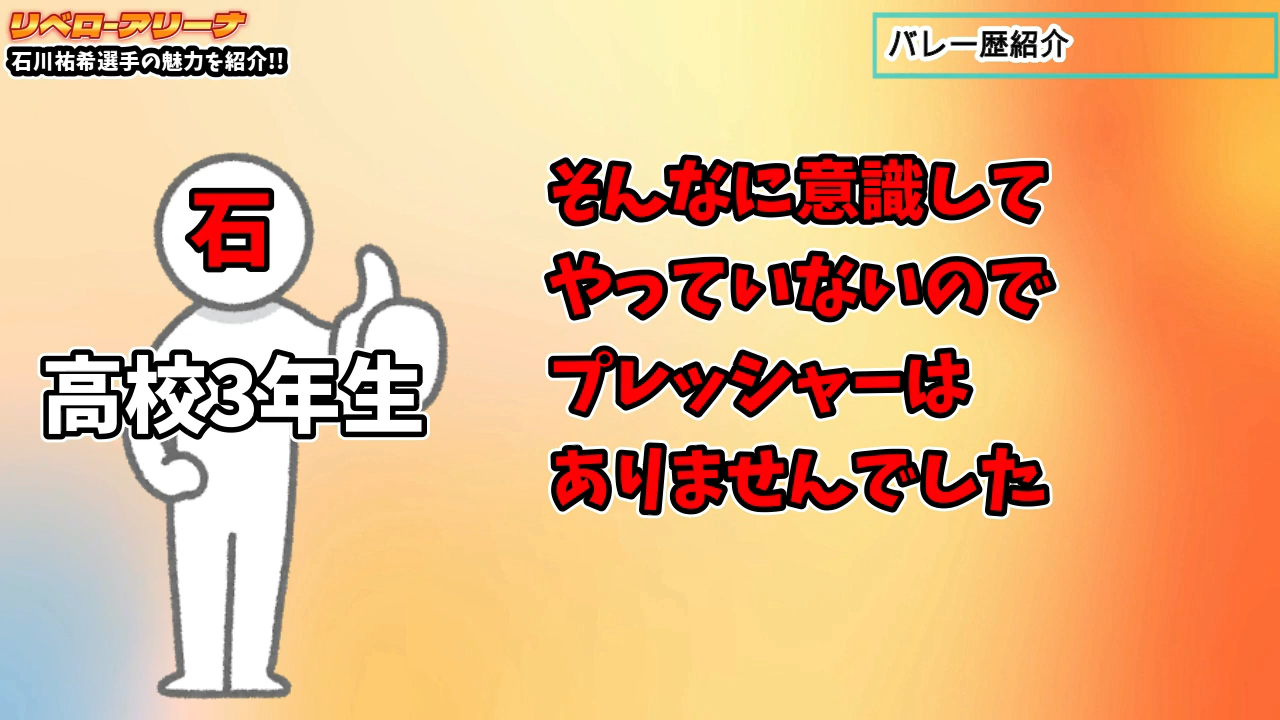 リベローアリーナ
石川祐希選手の魅力を紹介!!
バレー歴紹介
石
高校3年生
そんなに意識して
やっていないので
プレッシャーは
ありませんでした